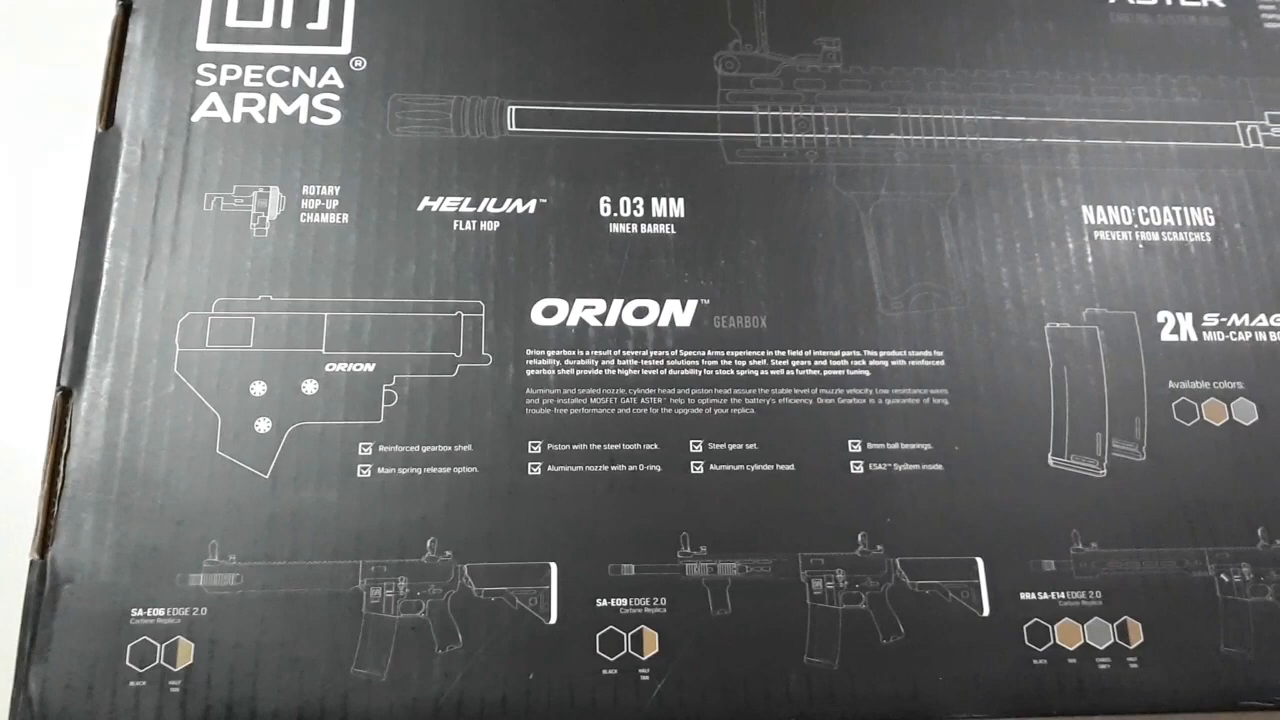 SPECNA ®
ARMS
ASTER
ROTARY
HOP-UP
CHAMBER
HELIUM™
FLAT HOP
6.03 MM
INNER BARREL
NANO COATING
PREVENT FROM SCRATCHES
ORION™ GEARBOX
Orion gearbox is a result of several years of Specna Arms experience in the field of internal parts. This product stands for
reliability, durability and battle-tested solutions from the top shelf. Steel gears and tooth rack along with reinforced
gearbox shell provide the higher level of durability for stock spring as well as further, power tuning.
Aluminum and sealed nozzle, cylinder head and piston head assure the stable level of muzzle velocity. Low resistance wires
and pre-installed MOSFET GATE ASTER™ help to optimize the battery's efficiency. Orion Gearbox is a guarantee of long,
trouble-free performance and core for the upgrade of your replica.
ORION
Reinforced gearbox shell.
Main spring release option.
Piston with the steel tooth rack.
Aluminum nozzle with an O-ring.
Steel gear set.
Aluminum cylinder head.
8mm ball bearings.
ESA2™ System inside.
2X S-MAG
MID-CAP IN BO
Available colors:
SA-E06 EDGE 2.0
Carbine Replica
BLACK
HALF
TAN
SA-E09 EDGE 2.0
Carbine Replica
BLACK
HALF
TAN
RRA SA-E14 EDGE 2.0
Carbine Replica
BLACK
TAN
CHAOS
GREY
HALF
TAN